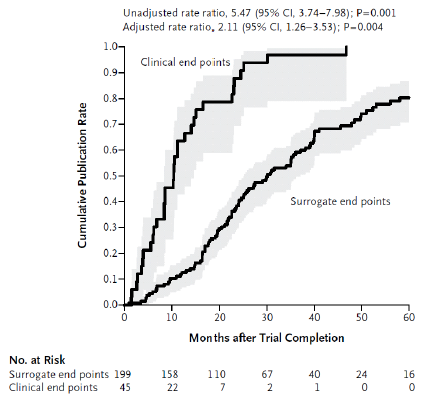 Unadjusted rate ratio, 5.47 (95% CI, 3.74–7.98); P=0.001
Adjusted rate ratio, 2.11 (95% CI, 1.26–3.53); P=0.004
Cumulative Publication Rate
1.0
0.9
0.8
0.7
0.6
0.5
0.4
0.3
0.2
0.1
0.0
Clinical end points
Surrogate end points
0 10 20 30 40 50 60
Months after Trial Completion
No. at Risk
Surrogate end points 199 158 110 67 40 24 16
Clinical end points 45 22 7 2 1 0 0